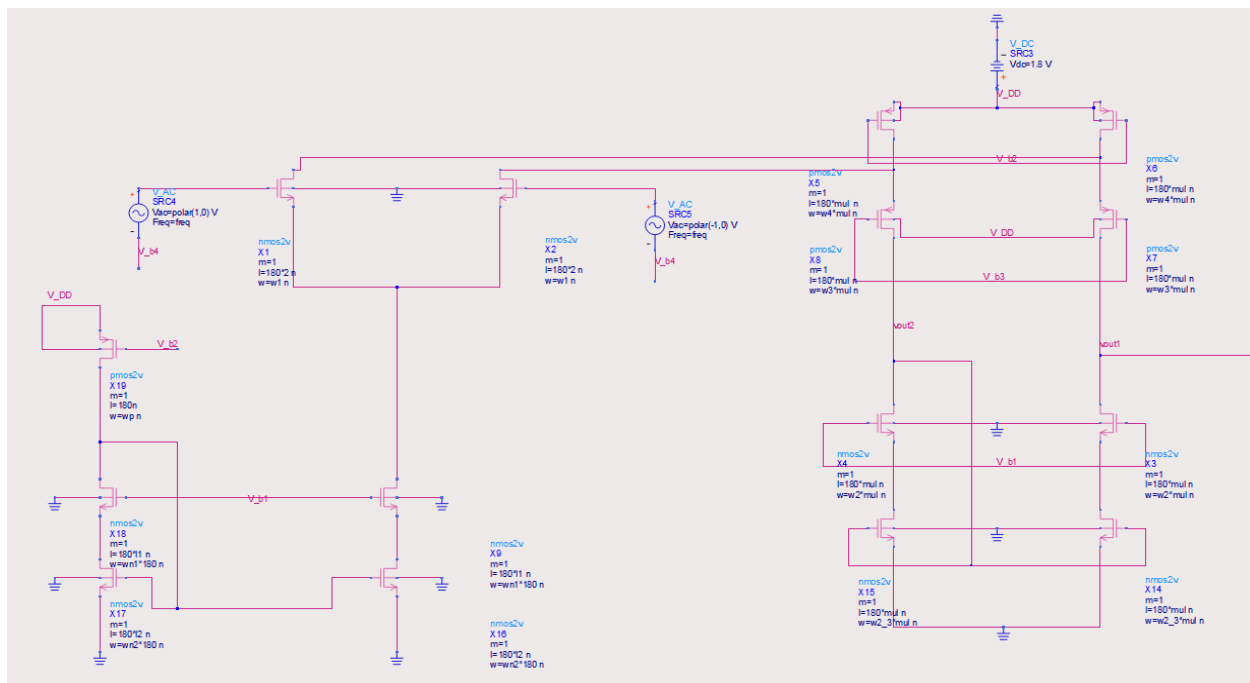 V_DC
SRC3
Vdc=1.8 V
V_DD
V_b2
pmos2v
X5
m=1
l=180*mul n
w=w4*mul n
pmos2v
X6
m=1
l=180*mul n
w=w4*mul n
V_AC
SRC4
Vac=polar(1,0) V
Freq=freq
V_b4
nmos2v
X1
m=1
l=180*2 n
w=w1 n
nmos2v
X2
m=1
l=180*2 n
w=w1 n
V_AC
SRC5
Vac=polar(-1,0) V
Freq=freq
V_b4
V_DD
pmos2v
X8
m=1
l=180*mul n
w=w3*mul n
pmos2v
X7
m=1
l=180*mul n
w=w3*mul n
V_b3
V_DD
V_b2
pmos2v
X19
m=1
l=180n
w=wp n
vout2
vout1
V_b1
nmos2v
X18
m=1
l=180*l1 n
w=wn1*180 n
nmos2v
X9
m=1
l=180*l1 n
w=wn1*180 n
nmos2v
X4
m=1
l=180*mul n
w=w2*mul n
V_b1
nmos2v
X3
m=1
l=180*mul n
w=w2*mul n
nmos2v
X17
m=1
l=180*l2 n
w=wn2*180 n
nmos2v
X16
m=1
l=180*l2 n
w=wn2*180 n
nmos2v
X15
m=1
l=180*mul n
w=w2_3*mul n
nmos2v
X14
m=1
l=180*mul n
w=w2_3*mul n